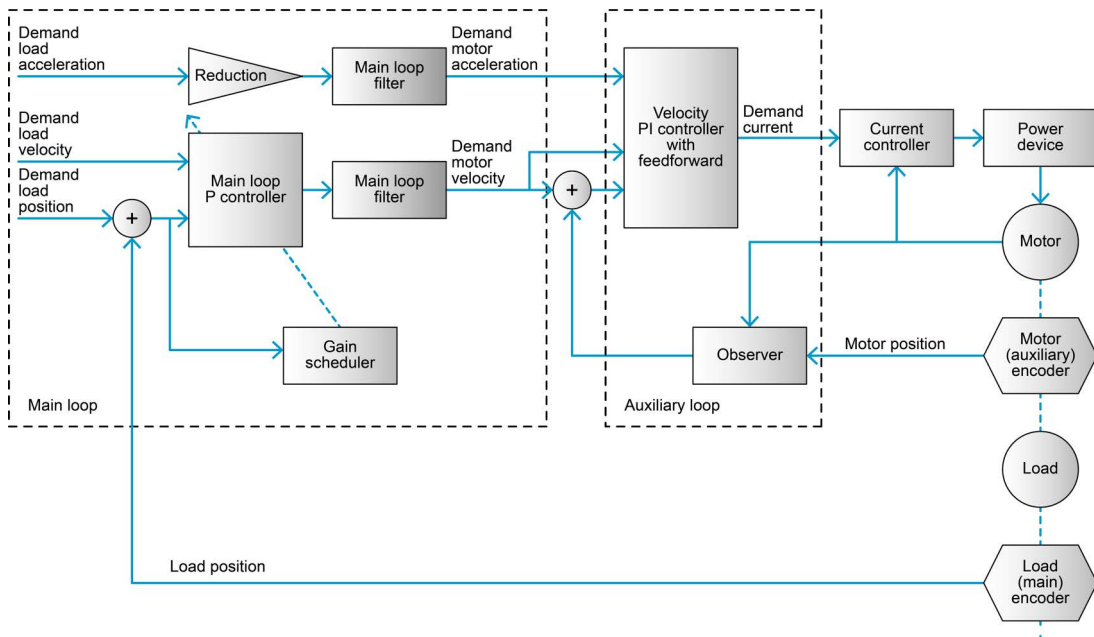 Demand
load
acceleration
Reduction
Main loop
filter
Demand
motor
acceleration
Demand
load
velocity
Demand
load
position
+
Main loop
P controller
Main loop
filter
Demand
motor
velocity
+
Velocity
PI controller
with
feedforward
Demand
current
Current
controller
Power
device
Motor
Gain
scheduler
Observer
Motor position
Motor
(auxiliary)
encoder
Main loop
Auxiliary loop
Load
Load position
Load
(main)
encoder